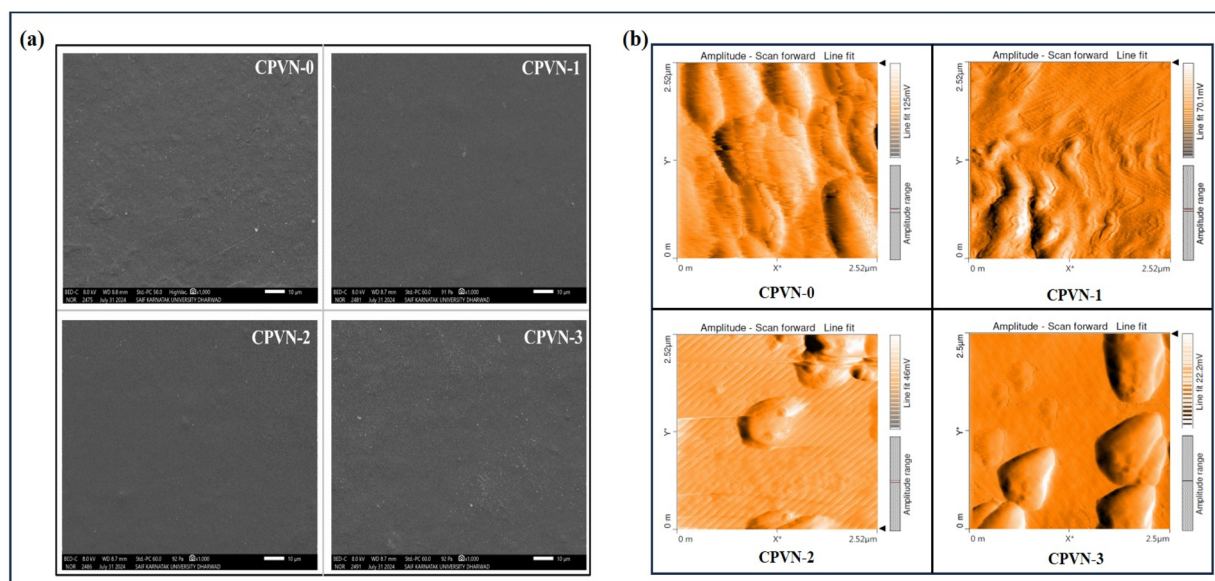 (a)
CPVN-0
BED-C 8.0 kV WD 8.8 mm Std.-PC 50.0 HighVac. x1,000 10 µm
NOR 2475 July 31 2024 SAIF KARNATAK UNIVERSITY DHARWAD
CPVN-1
BED-C 8.0 kV WD 8.7 mm Std.-PC 60.0 91 Pa x1,000 10 µm
NOR 2481 July 31 2024 SAIF KARNATAK UNIVERSITY DHARWAD
CPVN-2
BED-C 8.0 kV WD 8.7 mm Std.-PC 60.0 92 Pa x1,000 10 µm
NOR 2486 July 31 2024 SAIF KARNATAK UNIVERSITY DHARWAD
CPVN-3
BED-C 8.0 kV WD 8.7 mm Std.-PC 60.0 92 Pa x1,000 10 µm
NOR 2491 July 31 2024 SAIF KARNATAK UNIVERSITY DHARWAD
(b)
Amplitude - Scan forward Line fit
2.52µm
Y*
0 m
0 m X* 2.52µm
Line fit 125mV
Amplitude range
CPVN-0
Amplitude - Scan forward Line fit
2.52µm
Y*
0 m
0 m X* 2.52µm
Line fit 70.1mV
Amplitude range
CPVN-1
Amplitude - Scan forward Line fit
2.52µm
Y*
0 m
0 m X* 2.52µm
Line fit 46mV
Amplitude range
CPVN-2
Amplitude - Scan forward Line fit
2.5µm
Y*
0 m
0 m X* 2.5µm
Line fit 22.2mV
Amplitude range
CPVN-3